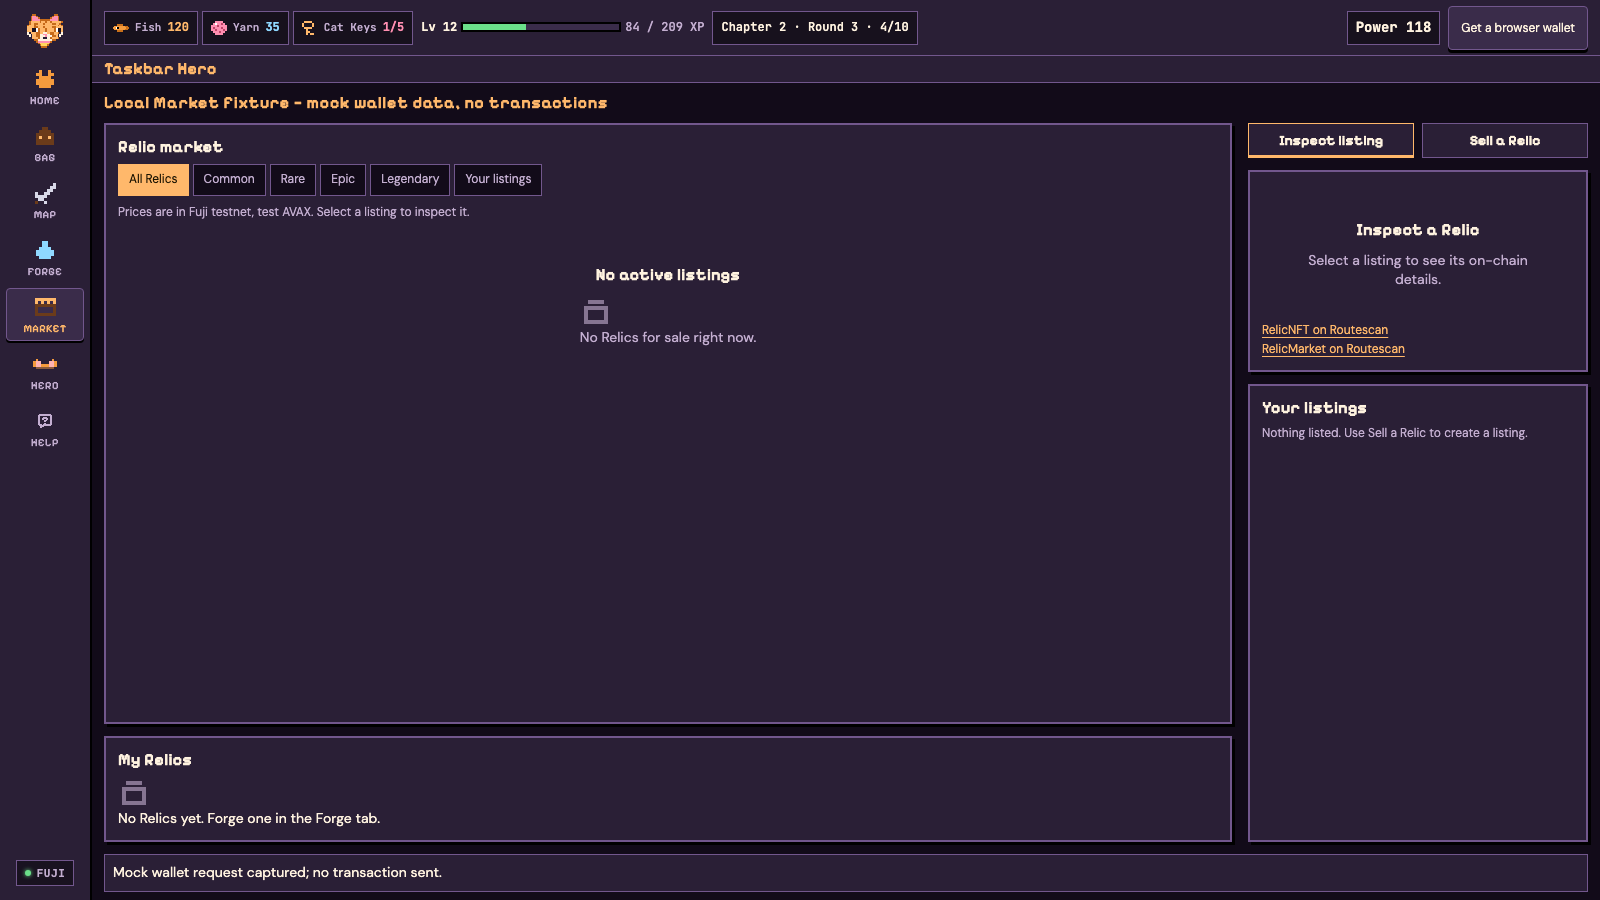 Fish 120
Yarn 35
Cat Keys 1/5
Lv 12
84 / 209 XP
Chapter 2 · Round 3 · 4/10
Power 118
Get a browser wallet
HOME
BAG
MAP
FORGE
MARKET
HERO
HELP
FUJI
Taskbar Hero
Local Market Fixture - mock wallet data, no transactions
Relic market
All Relics
Common
Rare
Epic
Legendary
Your listings
Prices are in Fuji testnet, test AVAX. Select a listing to inspect it.
No active listings
No Relics for sale right now.
My Relics
No Relics yet. Forge one in the Forge tab.
Inspect listing
Sell a Relic
Inspect a Relic
Select a listing to see its on-chain
details.
RelicNFT on Routescan
RelicMarket on Routescan
Your listings
Nothing listed. Use Sell a Relic to create a listing.
Mock wallet request captured; no transaction sent.